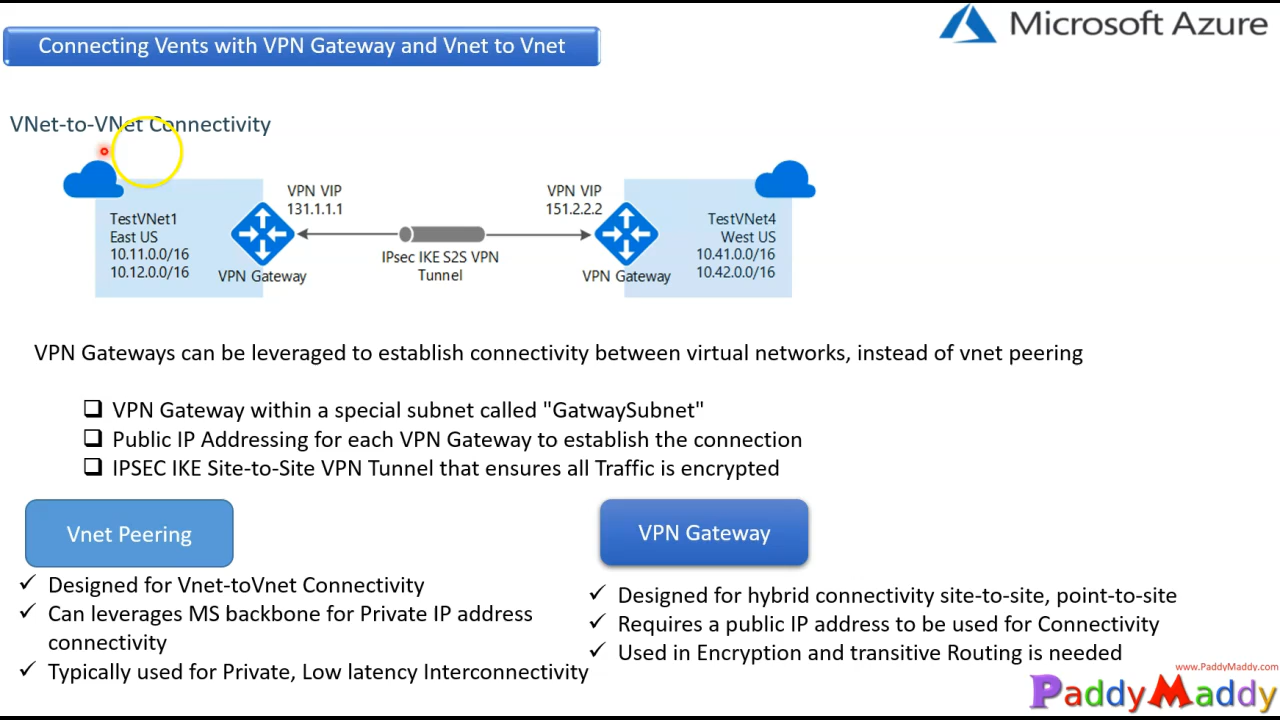 Microsoft Azure
Connecting Vents with VPN Gateway and Vnet to Vnet
VNet-to-VNet Connectivity
VPN VIP
131.1.1.1
VPN VIP
151.2.2.2
TestVNet1
East US
10.11.0.0/16
10.12.0.0/16
VPN Gateway
IPsec IKE S2S VPN
Tunnel
VPN Gateway
TestVNet4
West US
10.41.0.0/16
10.42.0.0/16
VPN Gateways can be leveraged to establish connectivity between virtual networks, instead of vnet peering
VPN Gateway within a special subnet called "GatwaySubnet"
Public IP Addressing for each VPN Gateway to establish the connection
IPSEC IKE Site-to-Site VPN Tunnel that ensures all Traffic is encrypted
Vnet Peering
Designed for Vnet-toVnet Connectivity
Can leverages MS backbone for Private IP address
connectivity
Typically used for Private, Low latency Interconnectivity
VPN Gateway
Designed for hybrid connectivity site-to-site, point-to-site
Requires a public IP address to be used for Connectivity
Used in Encryption and transitive Routing is needed
www.PaddyMaddy.com
PaddyMaddy